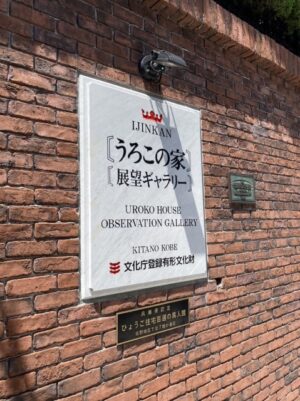 IJINKAN
〔うろこの家〕
〔展望ギャラリー〕
UROKO HOUSE
OBSERVATION GALLERY
KITANO KOBE
文化庁登録有形文化財
ひょうご住宅百選の異人館